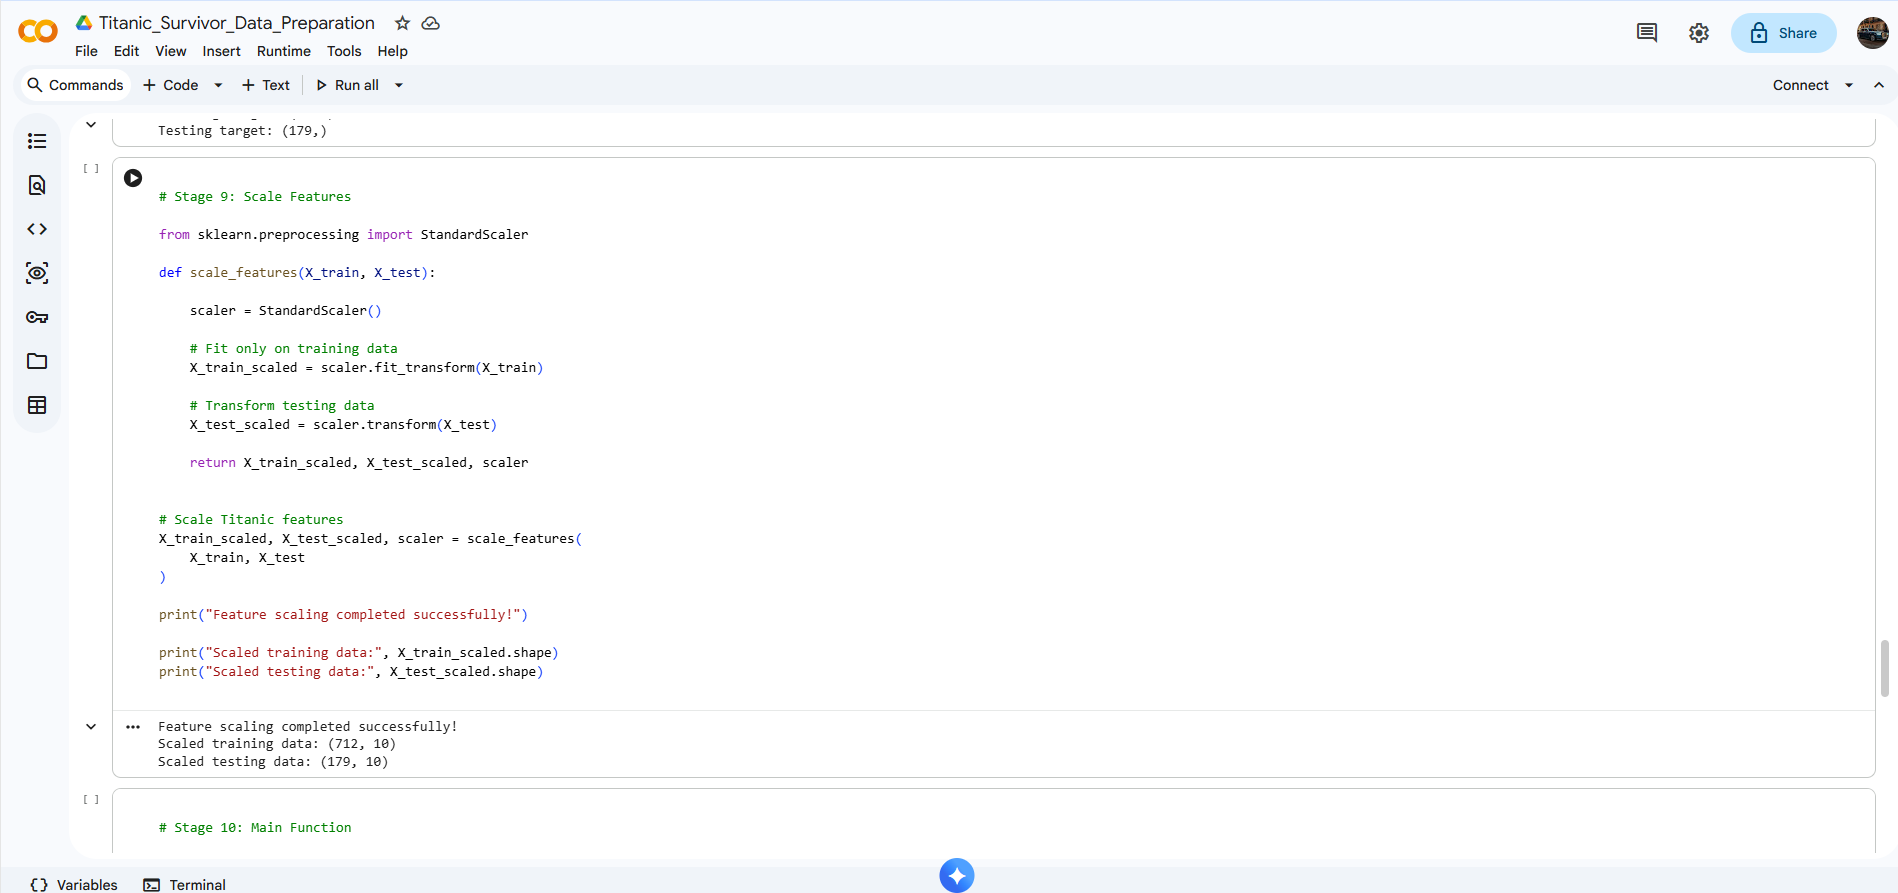 Titanic_Survivor_Data_Preparation
File Edit View Insert Runtime Tools Help
Share
Commands + Code + Text Run all
Connect
Testing target: (179,)
[ ]
# Stage 9: Scale Features
from sklearn.preprocessing import StandardScaler
def scale_features(X_train, X_test):
scaler = StandardScaler()
# Fit only on training data
X_train_scaled = scaler.fit_transform(X_train)
# Transform testing data
X_test_scaled = scaler.transform(X_test)
return X_train_scaled, X_test_scaled, scaler
# Scale Titanic features
X_train_scaled, X_test_scaled, scaler = scale_features(
X_train, X_test
)
print("Feature scaling completed successfully!")
print("Scaled training data:", X_train_scaled.shape)
print("Scaled testing data:", X_test_scaled.shape)
Feature scaling completed successfully!
Scaled training data: (712, 10)
Scaled testing data: (179, 10)
[ ]
# Stage 10: Main Function
Variables Terminal